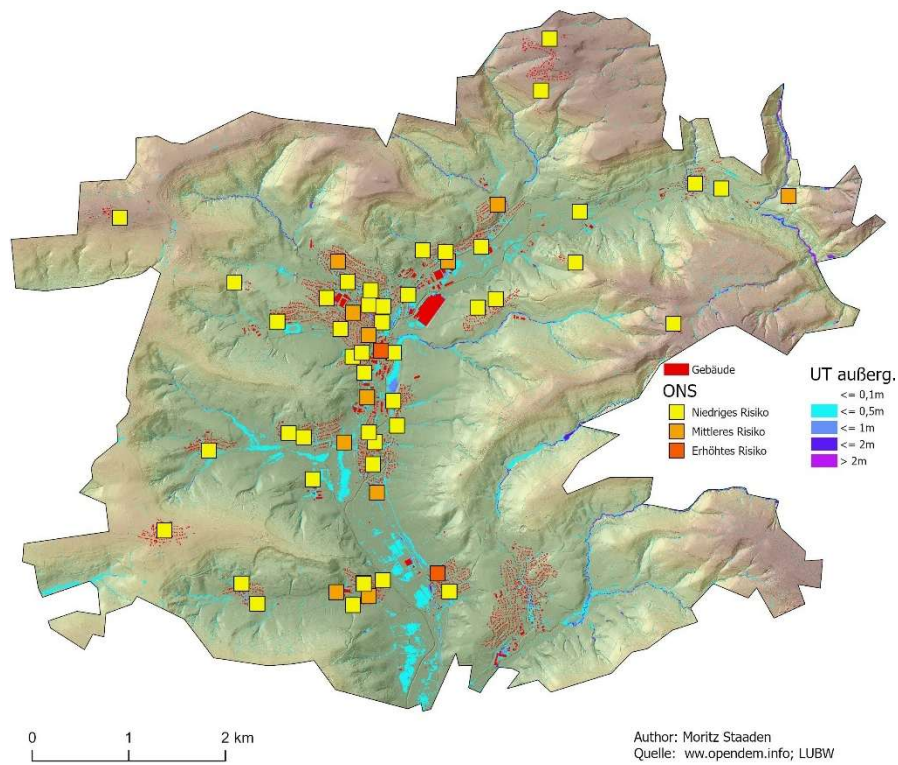 Gebäude
ONS
Niedriges Risiko
Mittleres Risiko
Erhöhtes Risiko
UT außerg.
<= 0,1m
<= 0,5m
<= 1m
<= 2m
> 2m
0 1 2 km
Author: Moritz Staaden
Quelle: ww.opendem.info; LUBW